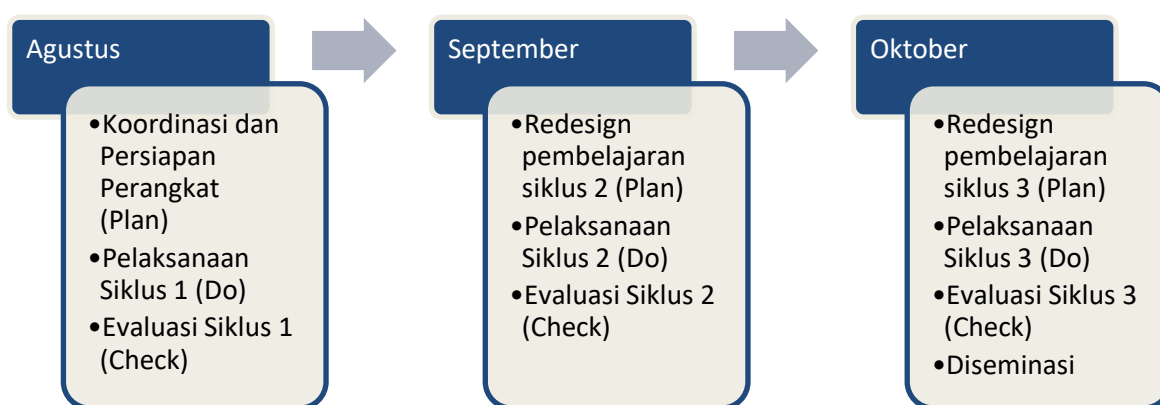 Agustus
•Koordinasi dan
Persiapan
Perangkat
(Plan)
•Pelaksanaan
Siklus 1 (Do)
•Evaluasi Siklus 1
(Check)
September
•Redesign
pembelajaran
siklus 2 (Plan)
•Pelaksanaan
Siklus 2 (Do)
•Evaluasi Siklus 2
(Check)
Oktober
•Redesign
pembelajaran
siklus 3 (Plan)
•Pelaksanaan
Siklus 3 (Do)
•Evaluasi Siklus 3
(Check)
•Diseminasi